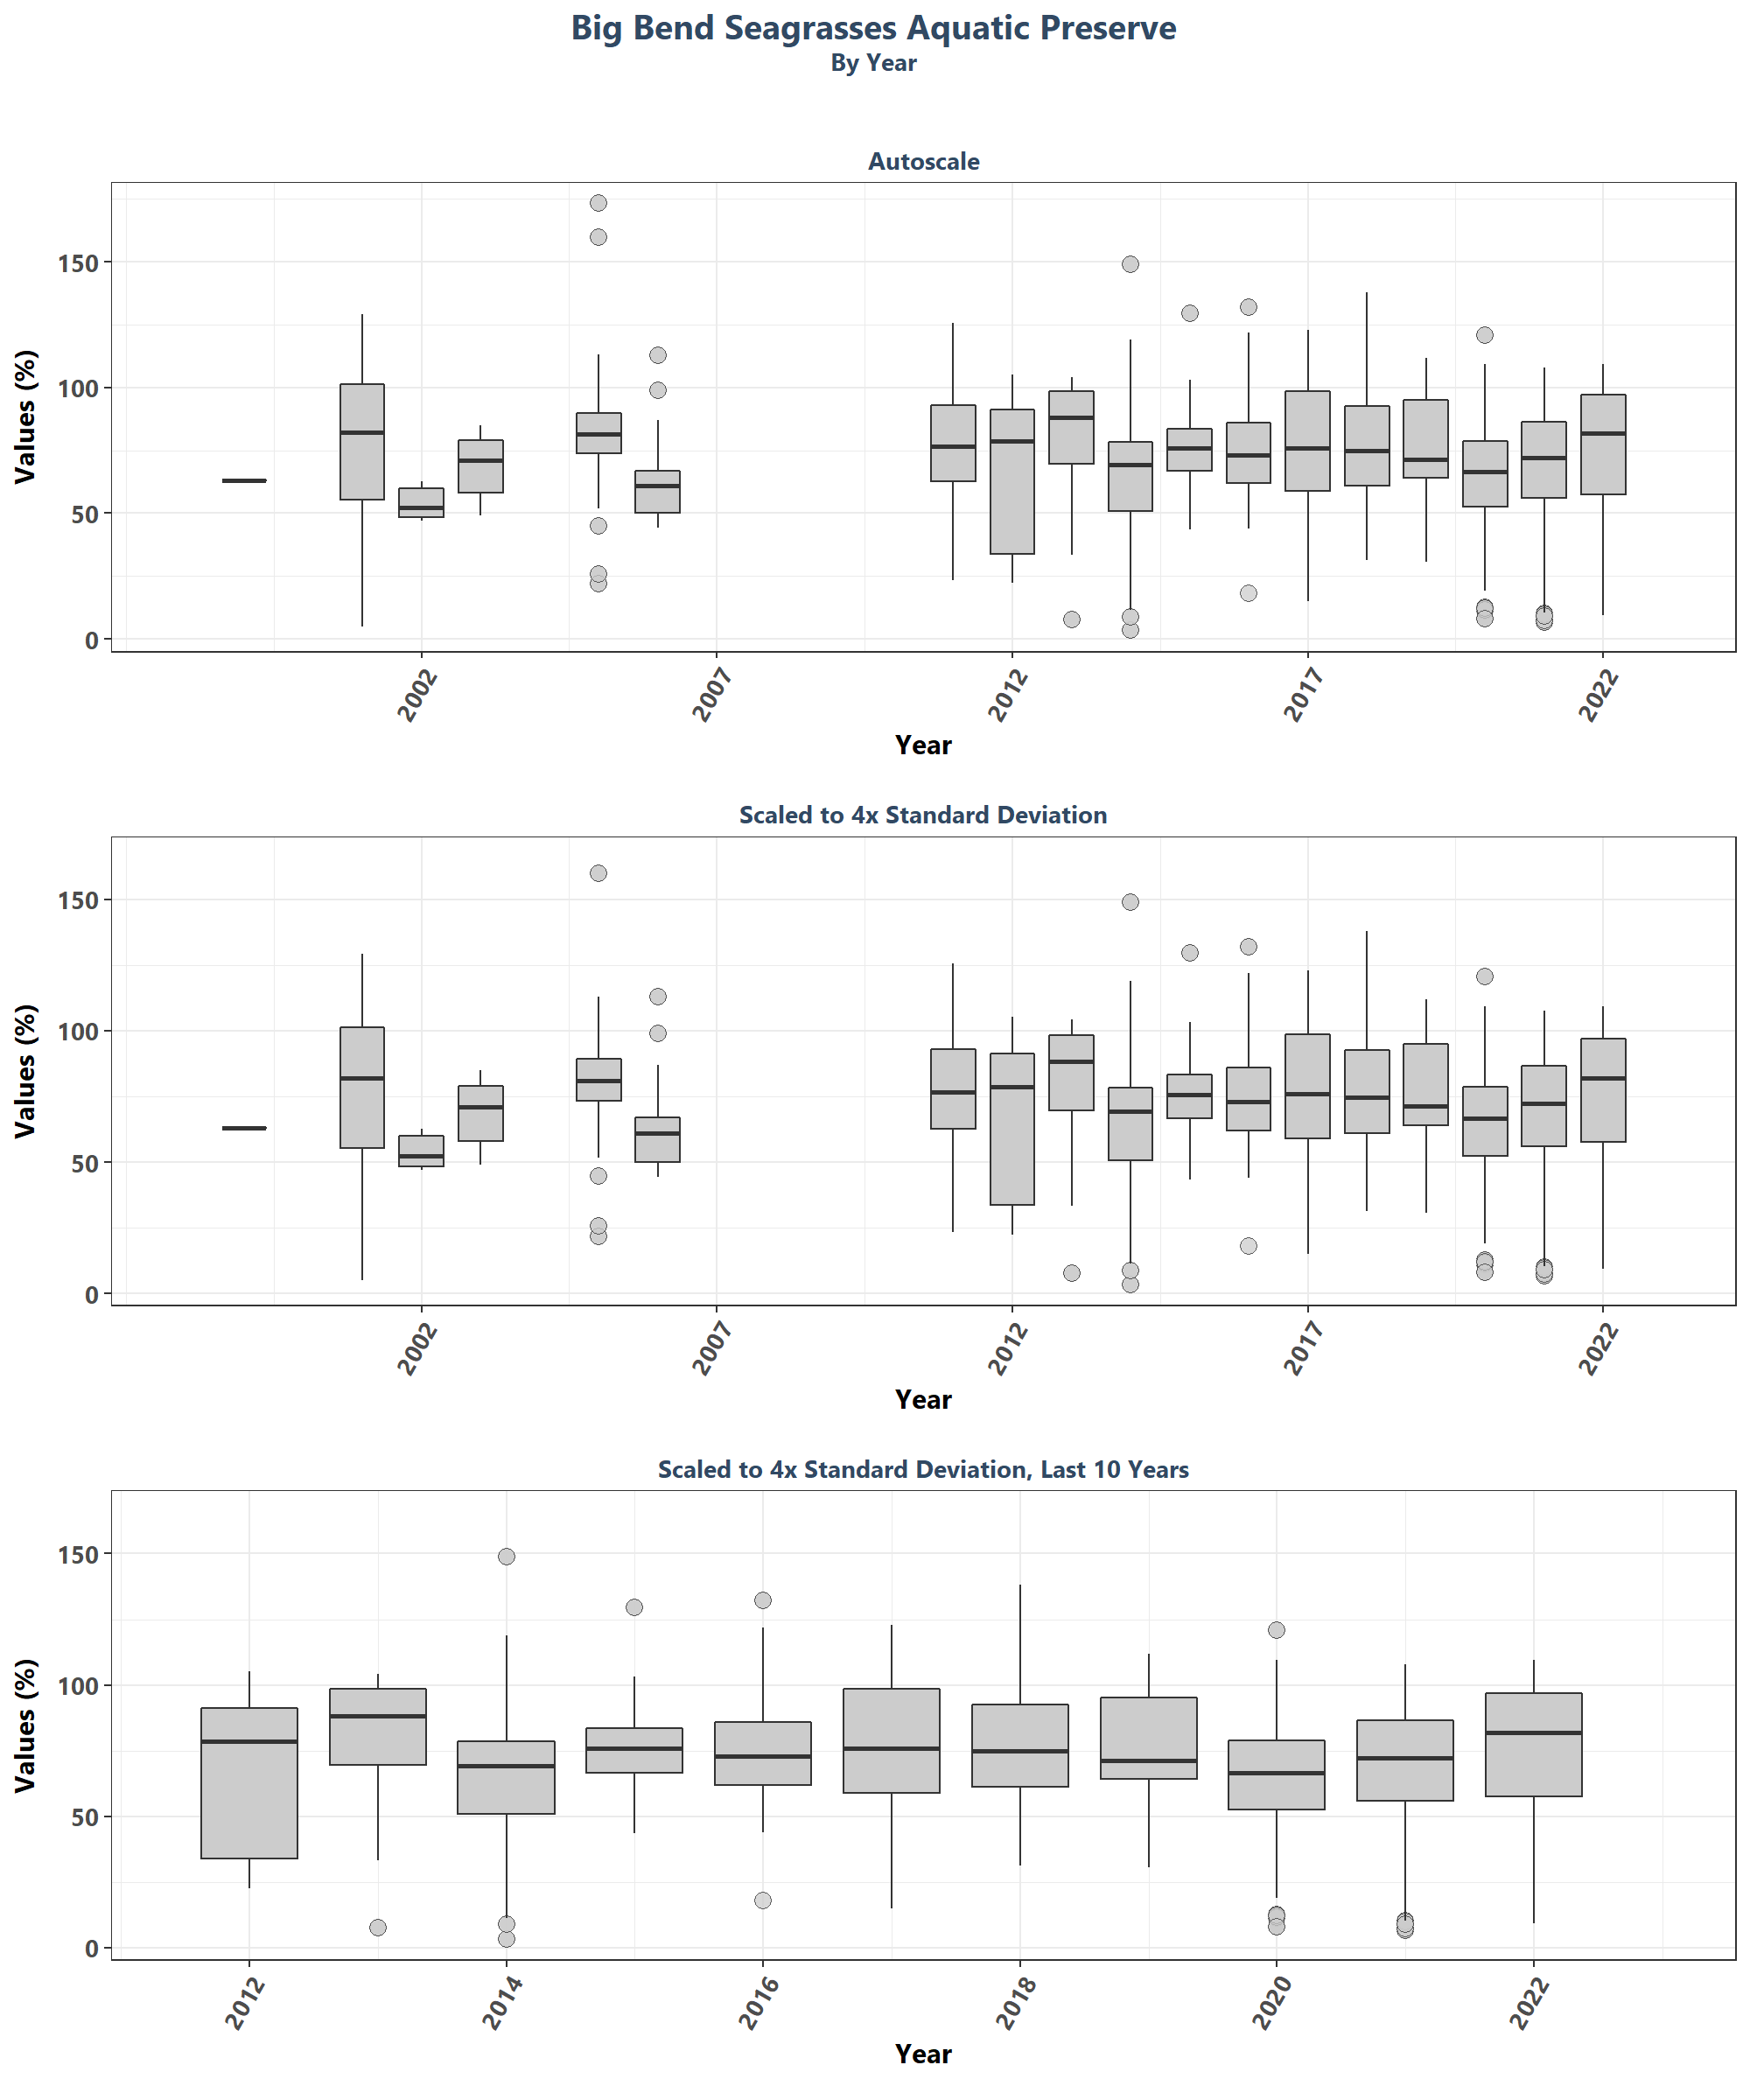 Big Bend Seagrasses Aquatic Preserve
By Year
Autoscale
Values (%)
150
100
50
0
2002 2007 2012 2017 2022
Year
Scaled to 4x Standard Deviation
Values (%)
150
100
50
0
2002 2007 2012 2017 2022
Year
Scaled to 4x Standard Deviation, Last 10 Years
Values (%)
150
100
50
0
2012 2014 2016 2018 2020 2022
Year